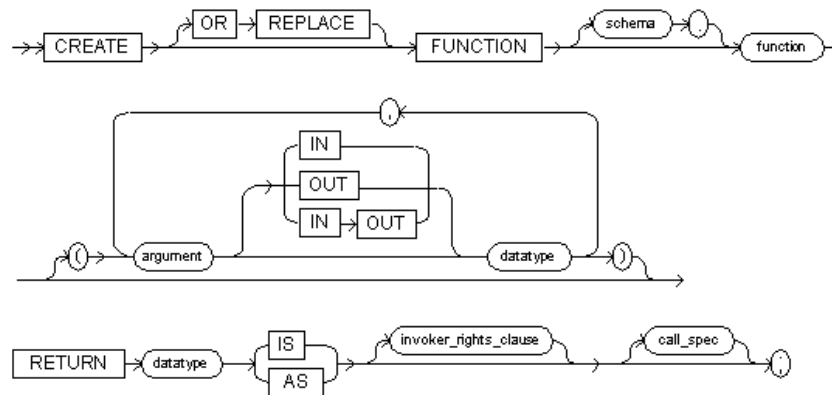 OR REPLACE schema .
CREATE FUNCTION function
,
IN
OUT
IN OUT
( argument datatype )
IS invoker_rights_clause call_spec
RETURN datatype ;
AS